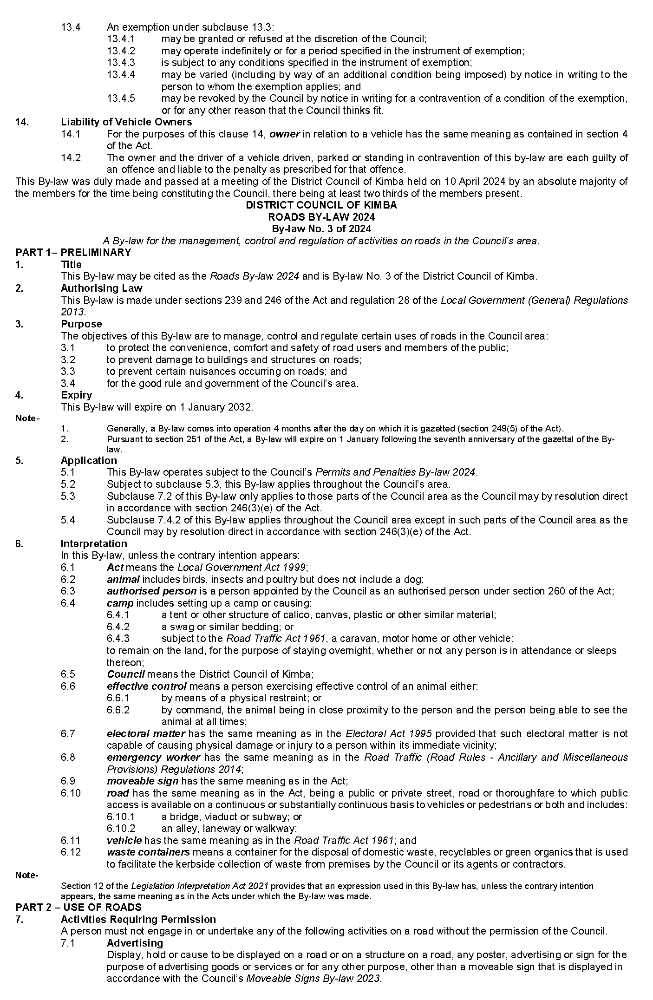 13.4 An exemption under subclause 13.3:
13.4.1 may be granted or refused at the discretion of the Council;
13.4.2 may operate indefinitely or for a period specified in the instrument of exemption;
13.4.3 is subject to any conditions specified in the instrument of exemption;
13.4.4 may be varied (including by way of an additional condition being imposed) by notice in writing to the
person to whom the exemption applies; and
13.4.5 may be revoked by the Council by notice in writing for a contravention of a condition of the exemption,
or for any other reason that the Council thinks fit.
14. Liability of Vehicle Owners
14.1 For the purposes of this clause 14, owner in relation to a vehicle has the same meaning as contained in section 4
of the Act.
14.2 The owner and the driver of a vehicle driven, parked or standing in contravention of this by-law are each guilty of
an offence and liable to the penalty as prescribed for that offence.
This By-law was duly made and passed at a meeting of the District Council of Kimba held on 10 April 2024 by an absolute majority of
the members for the time being constituting the Council, there being at least two thirds of the members present.
DISTRICT COUNCIL OF KIMBA
ROADS BY-LAW 2024
By-law No. 3 of 2024
A By-law for the management, control and regulation of activities on roads in the Council's area.
PART 1– PRELIMINARY
1. Title
This By-law may be cited as the Roads By-law 2024 and is By-law No. 3 of the District Council of Kimba.
2. Authorising Law
This By-law is made under sections 239 and 246 of the Act and regulation 28 of the Local Government (General) Regulations
2013.
3. Purpose
The objectives of this By-law are to manage, control and regulate certain uses of roads in the Council area:
3.1 to protect the convenience, comfort and safety of road users and members of the public;
3.2 to prevent damage to buildings and structures on roads;
3.3 to prevent certain nuisances occurring on roads; and
3.4 for the good rule and government of the Council's area.
4. Expiry
This By-law will expire on 1 January 2032.
Note-
1. Generally, a By-law comes into operation 4 months after the day on which it is gazetted (section 249(5) of the Act).
2. Pursuant to section 251 of the Act, a By-law will expire on 1 January following the seventh anniversary of the gazettal of the By-
law.
5. Application
5.1 This By-law operates subject to the Council's Permits and Penalties By-law 2024.
5.2 Subject to subclause 5.3, this By-law applies throughout the Council's area.
5.3 Subclause 7.2 of this By-law only applies to those parts of the Council area as the Council may by resolution direct
in accordance with section 246(3)(e) of the Act.
5.4 Subclause 7.4.2 of this By-law applies throughout the Council area except in such parts of the Council area as the
Council may by resolution direct in accordance with section 246(3)(e) of the Act.
6. Interpretation
In this By-law, unless the contrary intention appears:
6.1 Act means the Local Government Act 1999;
6.2 animal includes birds, insects and poultry but does not include a dog;
6.3 authorised person is a person appointed by the Council as an authorised person under section 260 of the Act;
6.4 camp includes setting up a camp or causing:
6.4.1 a tent or other structure of calico, canvas, plastic or other similar material;
6.4.2 a swag or similar bedding; or
6.4.3 subject to the Road Traffic Act 1961, a caravan, motor home or other vehicle;
to remain on the land, for the purpose of staying overnight, whether or not any person is in attendance or sleeps
thereon;
6.5 Council means the District Council of Kimba;
6.6 effective control means a person exercising effective control of an animal either:
6.6.1 by means of a physical restraint; or
6.6.2 by command, the animal being in close proximity to the person and the person being able to see the
animal at all times;
6.7 electoral matter has the same meaning as in the Electoral Act 1995 provided that such electoral matter is not
capable of causing physical damage or injury to a person within its immediate vicinity;
6.8 emergency worker has the same meaning as in the Road Traffic (Road Rules - Ancillary and Miscellaneous
Provisions) Regulations 2014;
6.9 moveable sign has the same meaning as in the Act;
6.10 road has the same meaning as in the Act, being a public or private street, road or thoroughfare to which public
access is available on a continuous or substantially continuous basis to vehicles or pedestrians or both and includes:
6.10.1 a bridge, viaduct or subway; or
6.10.2 an alley, laneway or walkway;
6.11 vehicle has the same meaning as in the Road Traffic Act 1961; and
6.12 waste containers means a container for the disposal of domestic waste, recyclables or green organics that is used
to facilitate the kerbside collection of waste from premises by the Council or its agents or contractors.
Note-
Section 12 of the Legislation Interpretation Act 2021 provides that an expression used in this By-law has, unless the contrary intention
appears, the same meaning as in the Acts under which the By-law was made.
PART 2 – USE OF ROADS
7. Activities Requiring Permission
A person must not engage in or undertake any of the following activities on a road without the permission of the Council.
7.1 Advertising
Display, hold or cause to be displayed on a road or on a structure on a road, any poster, advertising or sign for the
purpose of advertising goods or services or for any other purpose, other than a moveable sign that is displayed in
accordance with the Council's Moveable Signs By-law 2023.